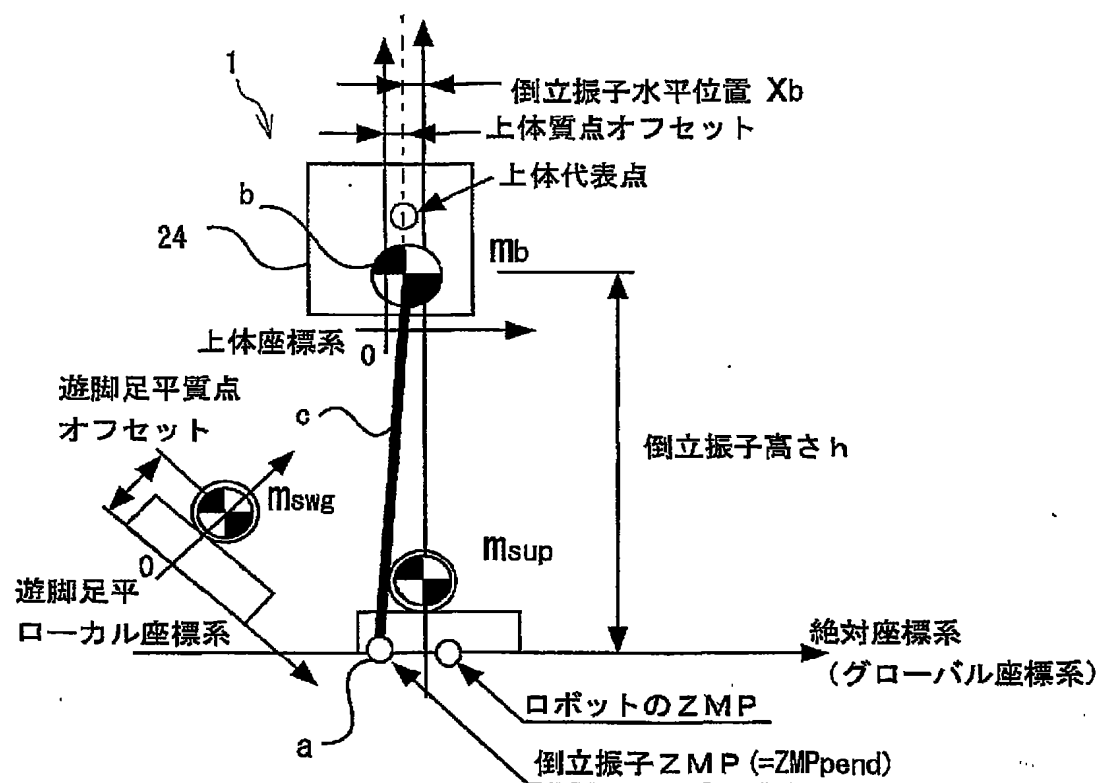 1
倒立振子水平位置 Xb
上体質点オフセット
上体代表点
b
24
mb
上体座標系
0
遊脚足平質点
オフセット
c
倒立振子高さh
mswg
msup
0
遊脚足平
ローカル座標系
絶対座標系
(グローバル座標系)
ロボットのZMP
a
倒立振子ZMP(=ZMPpend)